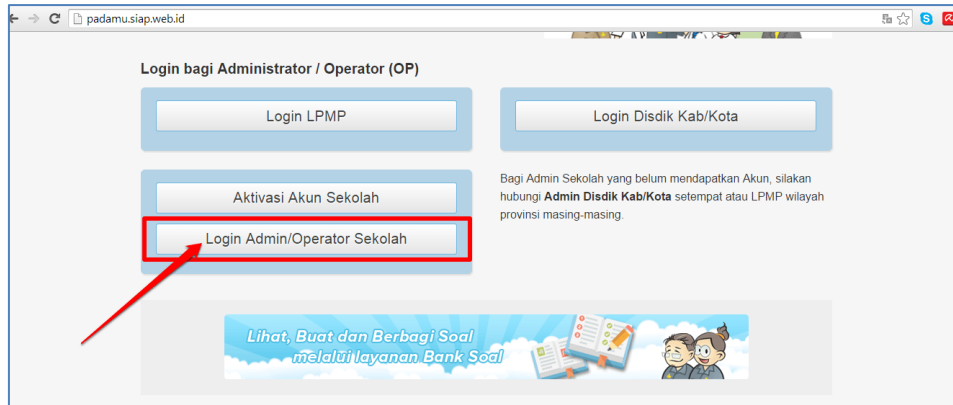 padamu.siap.web.id
Login bagi Administrator / Operator (OP)
Login LPMP
Login Disdik Kab/Kota
Aktivasi Akun Sekolah
Login Admin/Operator Sekolah
Bagi Admin Sekolah yang belum mendapatkan Akun, silakan
hubungi Admin Disdik Kab/Kota setempat atau LPMP wilayah
provinsi masing-masing.
Lihat, Buat dan Berbagi Soal
melalui layanan Bank Soal